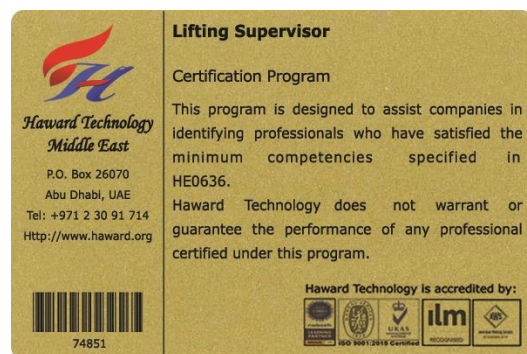 Haward Technology
Middle East
P.O. Box 26070
Abu Dhabi, UAE
Tel: +971 2 30 91 714
Http://www.haward.org
74851
Lifting Supervisor
Certification Program
This program is designed to assist companies in
identifying professionals who have satisfied the
minimum competencies specified in
HE0636.
Haward Technology does not warrant or
guarantee the performance of any professional
certified under this program.
Haward Technology is accredited by:
UKAS
ilm
RECOGNISED
ISO 9001:2015 Certified